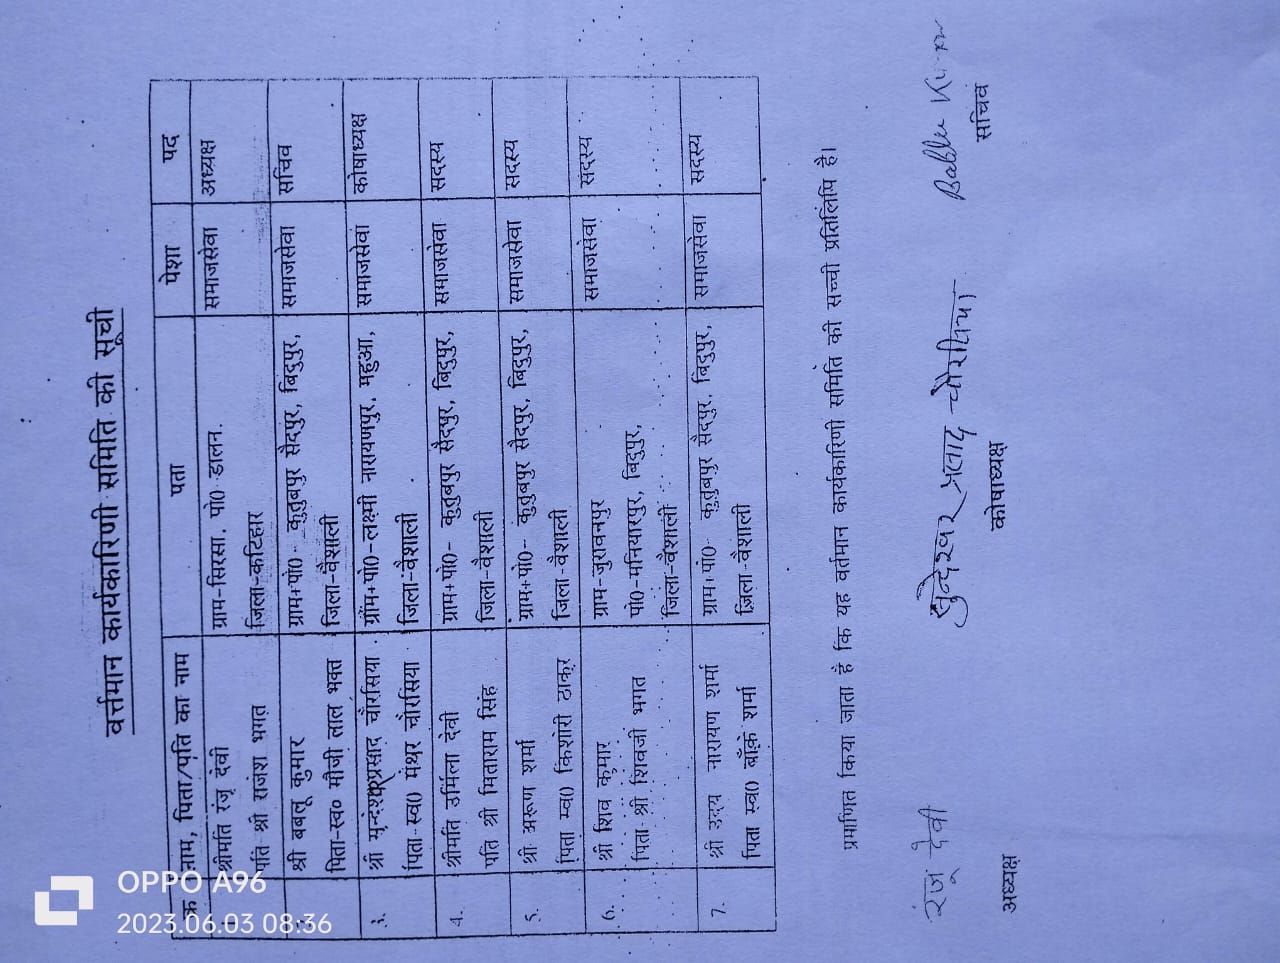 वर्त्तमान कार्यकारिणी समिति की सूची
क्र नाम, पिता/पति का नाम पता पेशा पद
श्रीमति रंजू देवी ग्राम-सिरसा, पो0 डालन, समाजसेवा अध्यक्ष
पति श्री राजेश भगत जिला-कटिहार
श्री बबलू कुमार ग्राम+पो0- कुतुबपुर सैदपुर, बिदुपुर, समाजसेवा सचिव
पिता-स्व० मौजी लाल भक्त जिला-वैशाली
3. श्री प्रसाद चौरसिया ग्राम+पो0-लक्ष्मी नारायणपुर, महुआ, समाजसेवा कोषाध्यक्ष
पिता-स्व0 मंथर चौरसिया जिला-वैशाली
4. श्रीमति उर्मिला देवी ग्राम+पो0- कुतुबपुर सैदपुर, बिदुपुर, समाजसेवा सदस्य
पति श्री सिताराम सिंह जिला-वैशाली
5. श्री अरूण शर्मा ग्राम+पो0- कुतुबपुर सैदपुर, बिदुपुर, समाजसेवा सदस्य
पिता स्व0 किशोरी ठाकुर जिला-वैशाली
6. श्री शिव कुमार ग्राम-जुरावनपुर समाजसेवा सदस्य
पिता-श्री शिवजी भगत पो0-मनियारपुर, बिदुपुर,
जिला-वैशाली
7. श्री उदय नारायण शर्मा ग्राम+पो0- कुतुबपुर सैदपुर, बिदुपुर, समाजसेवा सदस्य
पिता स्व0 बाँके शर्मा जिला-वैशाली
प्रमाणित किया जाता है कि यह वर्तमान कार्यकारिणी समिति की सच्ची प्रतिलिपि है।
रंजू देवी प्रसाद चौरसिया Bablu Kumar
अध्यक्ष कोषाध्यक्ष सचिव
OPPO A96
2023.06.03 08:36